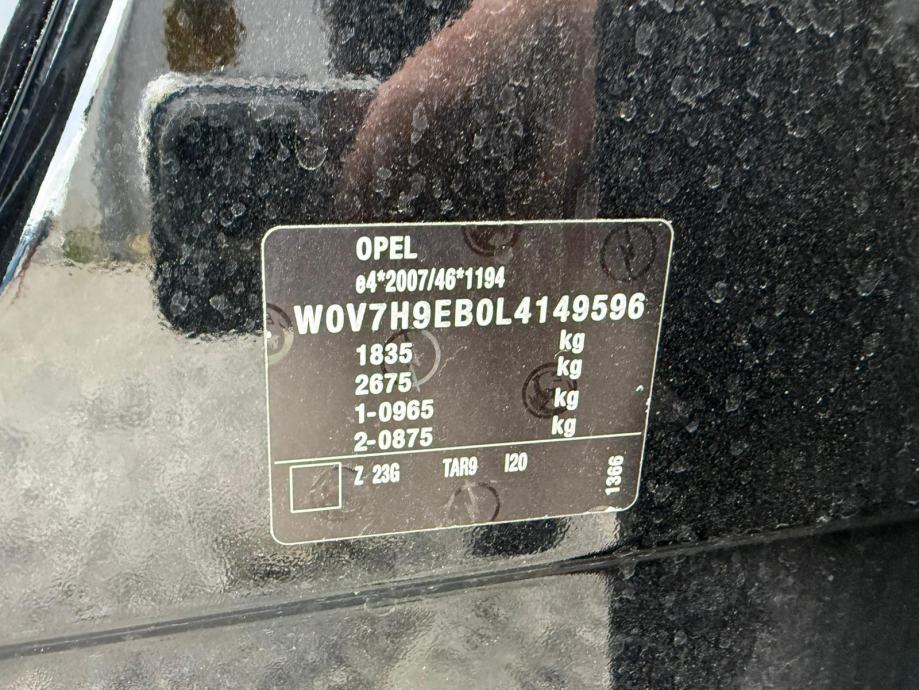 OPEL
e4*2007/46*1194
W0V7H9EB0L4149596
1835 kg
2675 kg
1-0965 kg
2-0875 kg
Z 23G TAR9 I20
1366